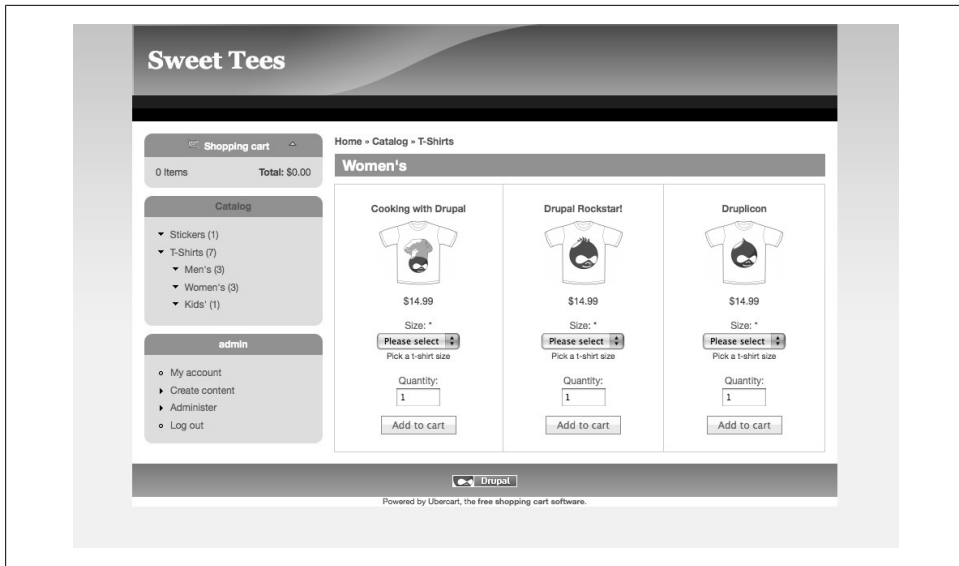 Sweet Tees
Shopping cart
0 Items Total: $0.00
Catalog
Stickers (1)
T-Shirts (7)
Men's (3)
Women's (3)
Kids' (1)
admin
My account
Create content
Administer
Log out
Home » Catalog » T-Shirts
Women's
Cooking with Drupal
$14.99
Size: *
Please select
Pick a t-shirt size
Quantity:
1
Add to cart
Drupal Rockstar!
$14.99
Size: *
Please select
Pick a t-shirt size
Quantity:
1
Add to cart
Druplicon
$14.99
Size: *
Please select
Pick a t-shirt size
Quantity:
1
Add to cart
Drupal
Powered by Ubercart, the free shopping cart software.